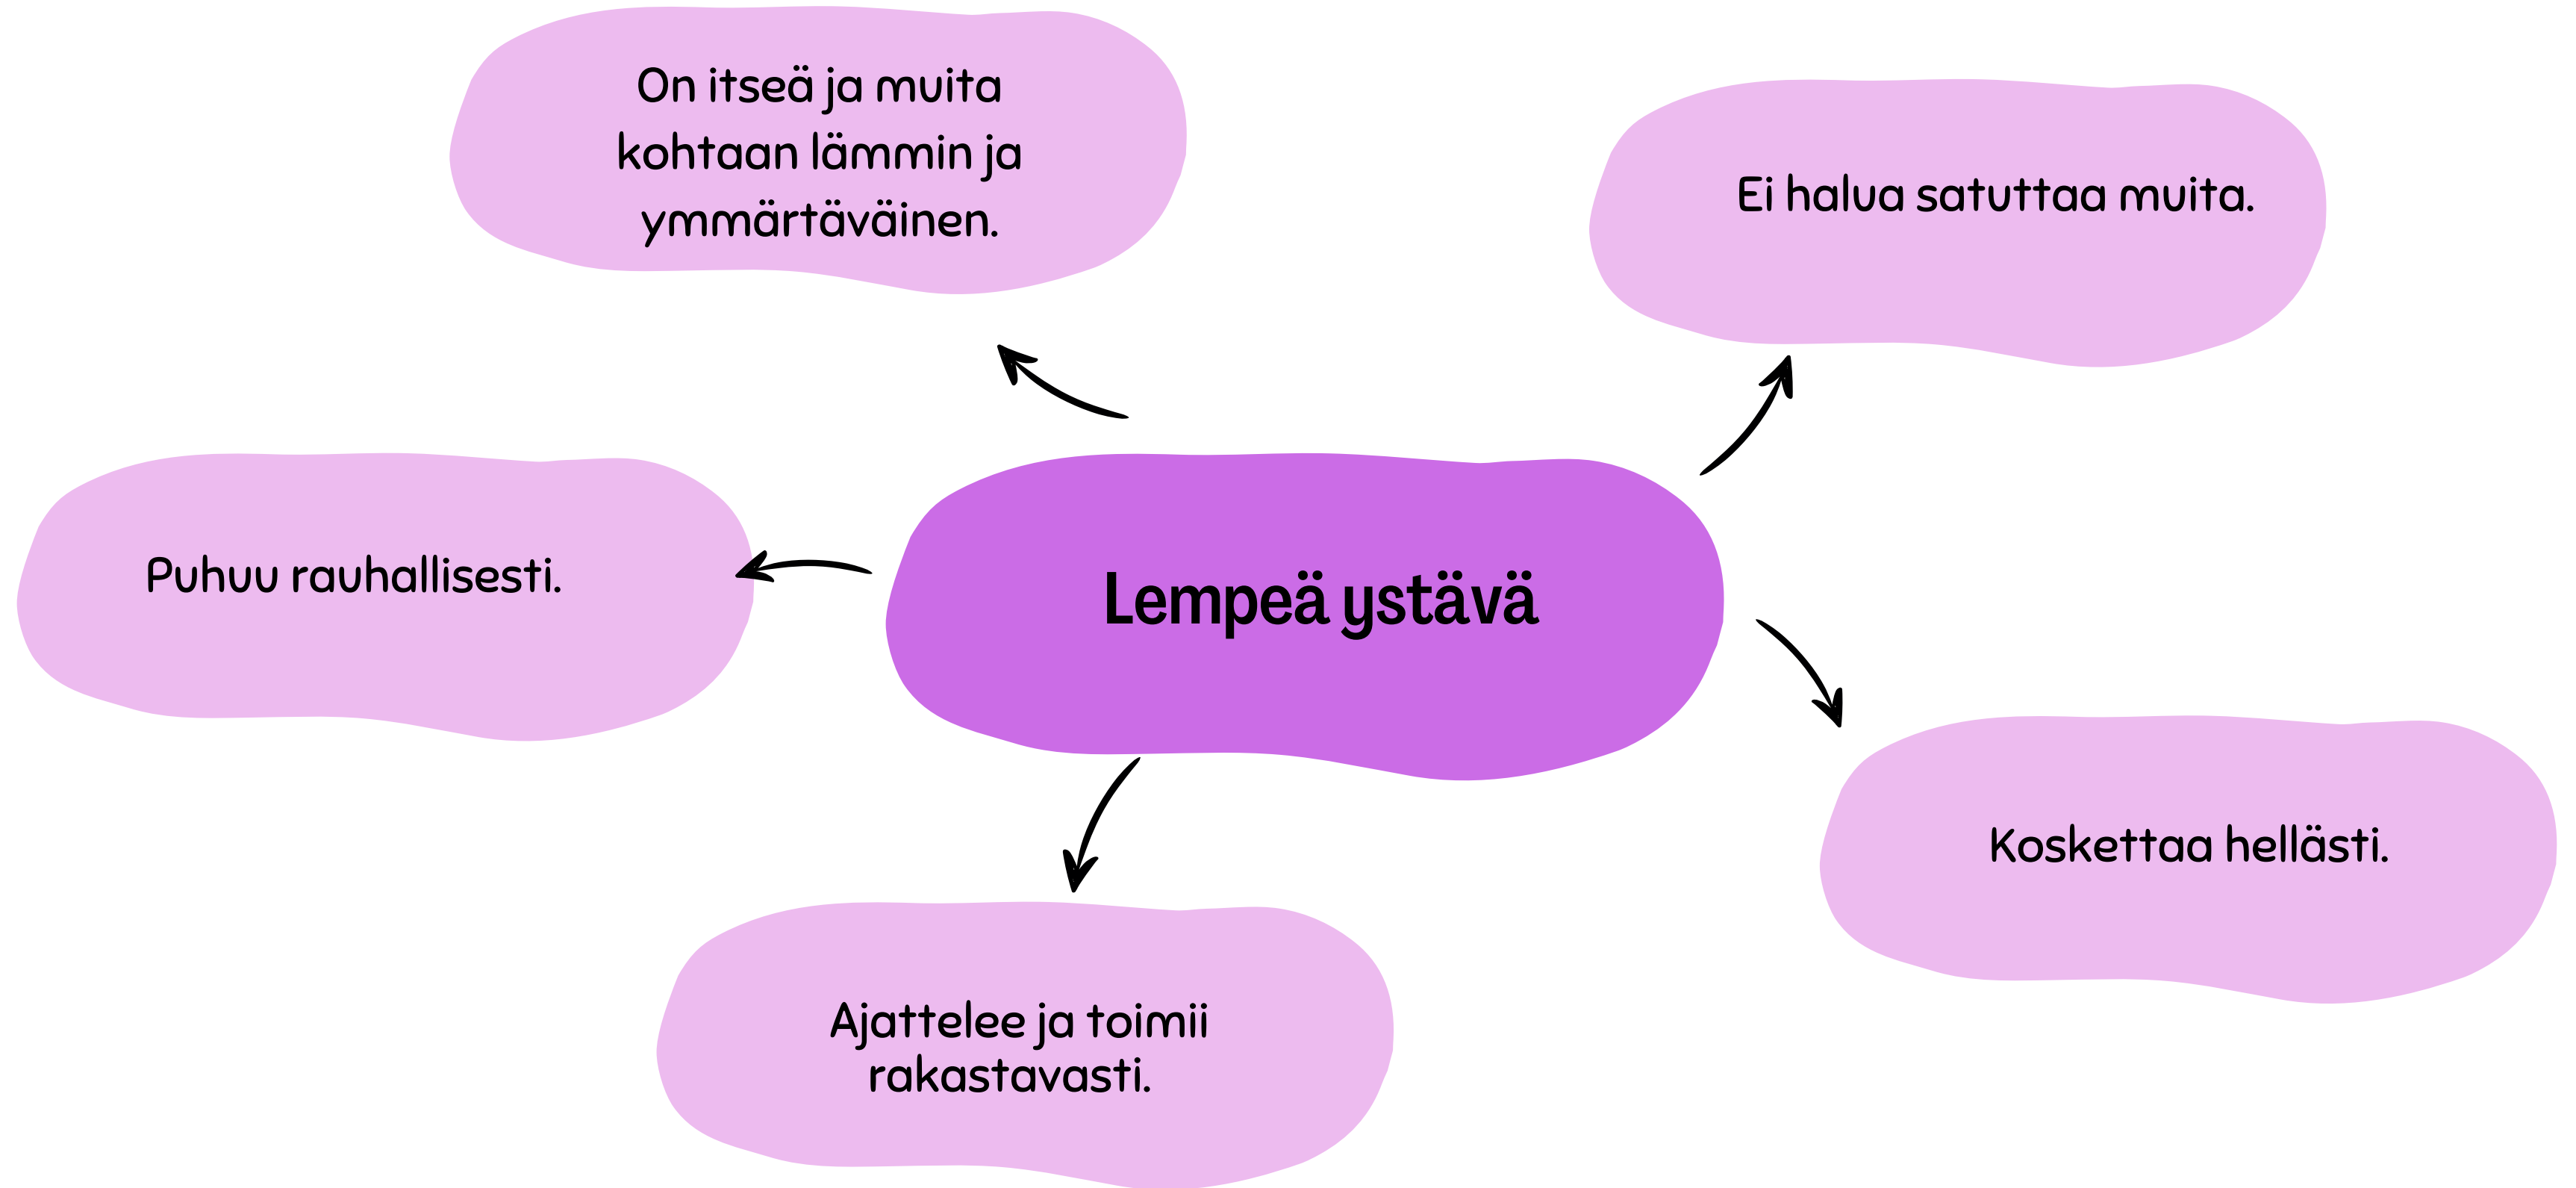 On itseä ja muita
kohtaan lämmin ja
ymmärtäväinen.
Ei halua satuttaa muita.
Puhuu rauhallisesti.
Lempeä ystävä
Koskettaa hellästi.
Ajattelee ja toimii
rakastavasti.